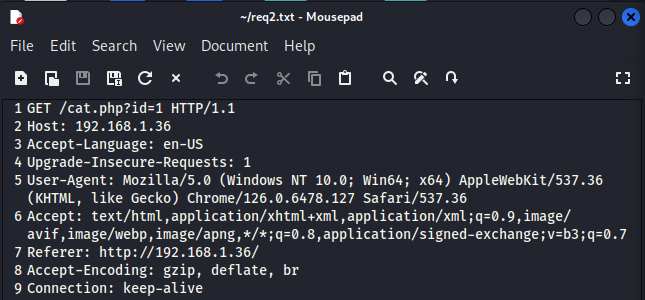 ~/req2.txt - Mousepad
File Edit Search View Document Help
1 GET /cat.php?id=1 HTTP/1.1
2 Host: 192.168.1.36
3 Accept-Language: en-US
4 Upgrade-Insecure-Requests: 1
5 User-Agent: Mozilla/5.0 (Windows NT 10.0; Win64; x64) AppleWebKit/537.36
(KHTML, like Gecko) Chrome/126.0.6478.127 Safari/537.36
6 Accept: text/html,application/xhtml+xml,application/xml;q=0.9,image/
avif,image/webp,image/apng,*/*;q=0.8,application/signed-exchange;v=b3;q=0.7
7 Referer: http://192.168.1.36/
8 Accept-Encoding: gzip, deflate, br
9 Connection: keep-alive